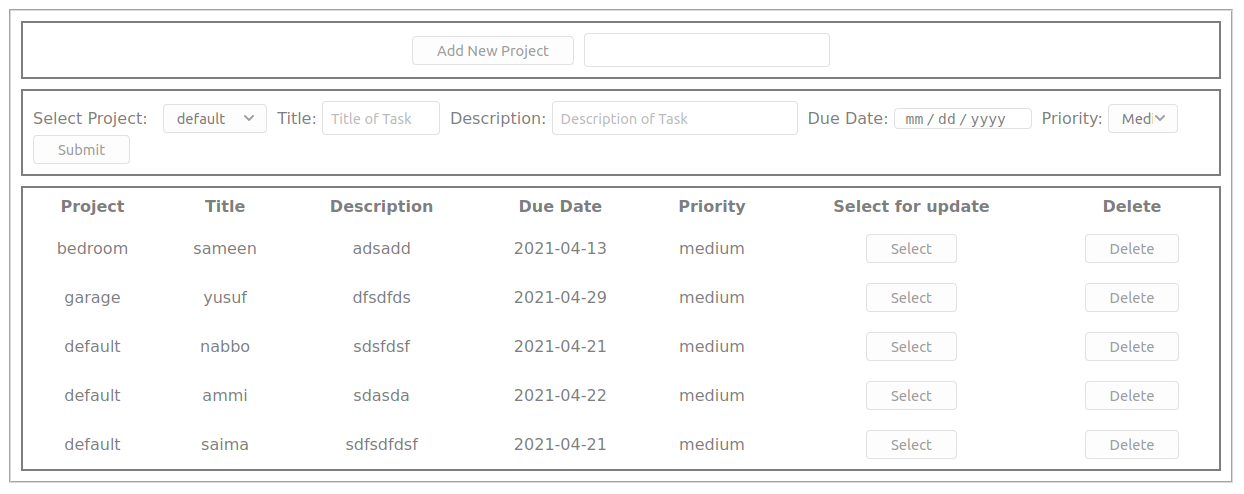 Add New Project
Select Project: default Title: Title of Task Description: Description of Task Due Date: mm / dd / yyyy Priority: Medi
Submit
Project Title Description Due Date Priority Select for update Delete
bedroom sameen adsadd 2021-04-13 medium Select Delete
garage yusuf dfsdfds 2021-04-29 medium Select Delete
default nabbo sdsfdsf 2021-04-21 medium Select Delete
default ammi sdasda 2021-04-22 medium Select Delete
default saima sdfsdfdsf 2021-04-21 medium Select Delete